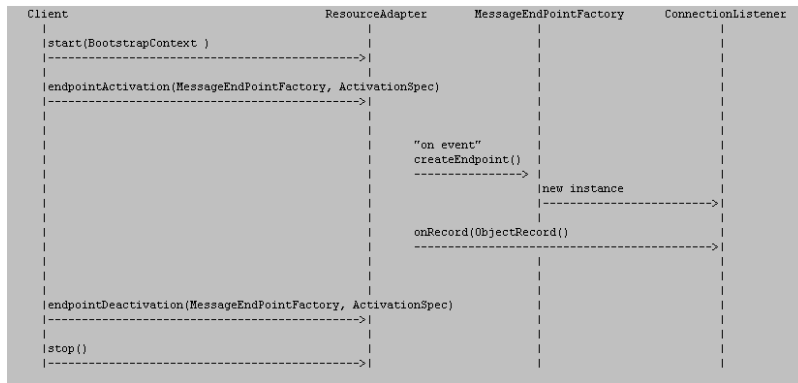 Client ResourceAdapter MessageEndPointFactory ConnectionListener
start(BootstrapContext )
endpointActivation(MessageEndPointFactory, ActivationSpec)
"on event"
createEndpoint()
new instance
onRecord(ObjectRecord()
endpointDeactivation(MessageEndPointFactory, ActivationSpec)
stop()